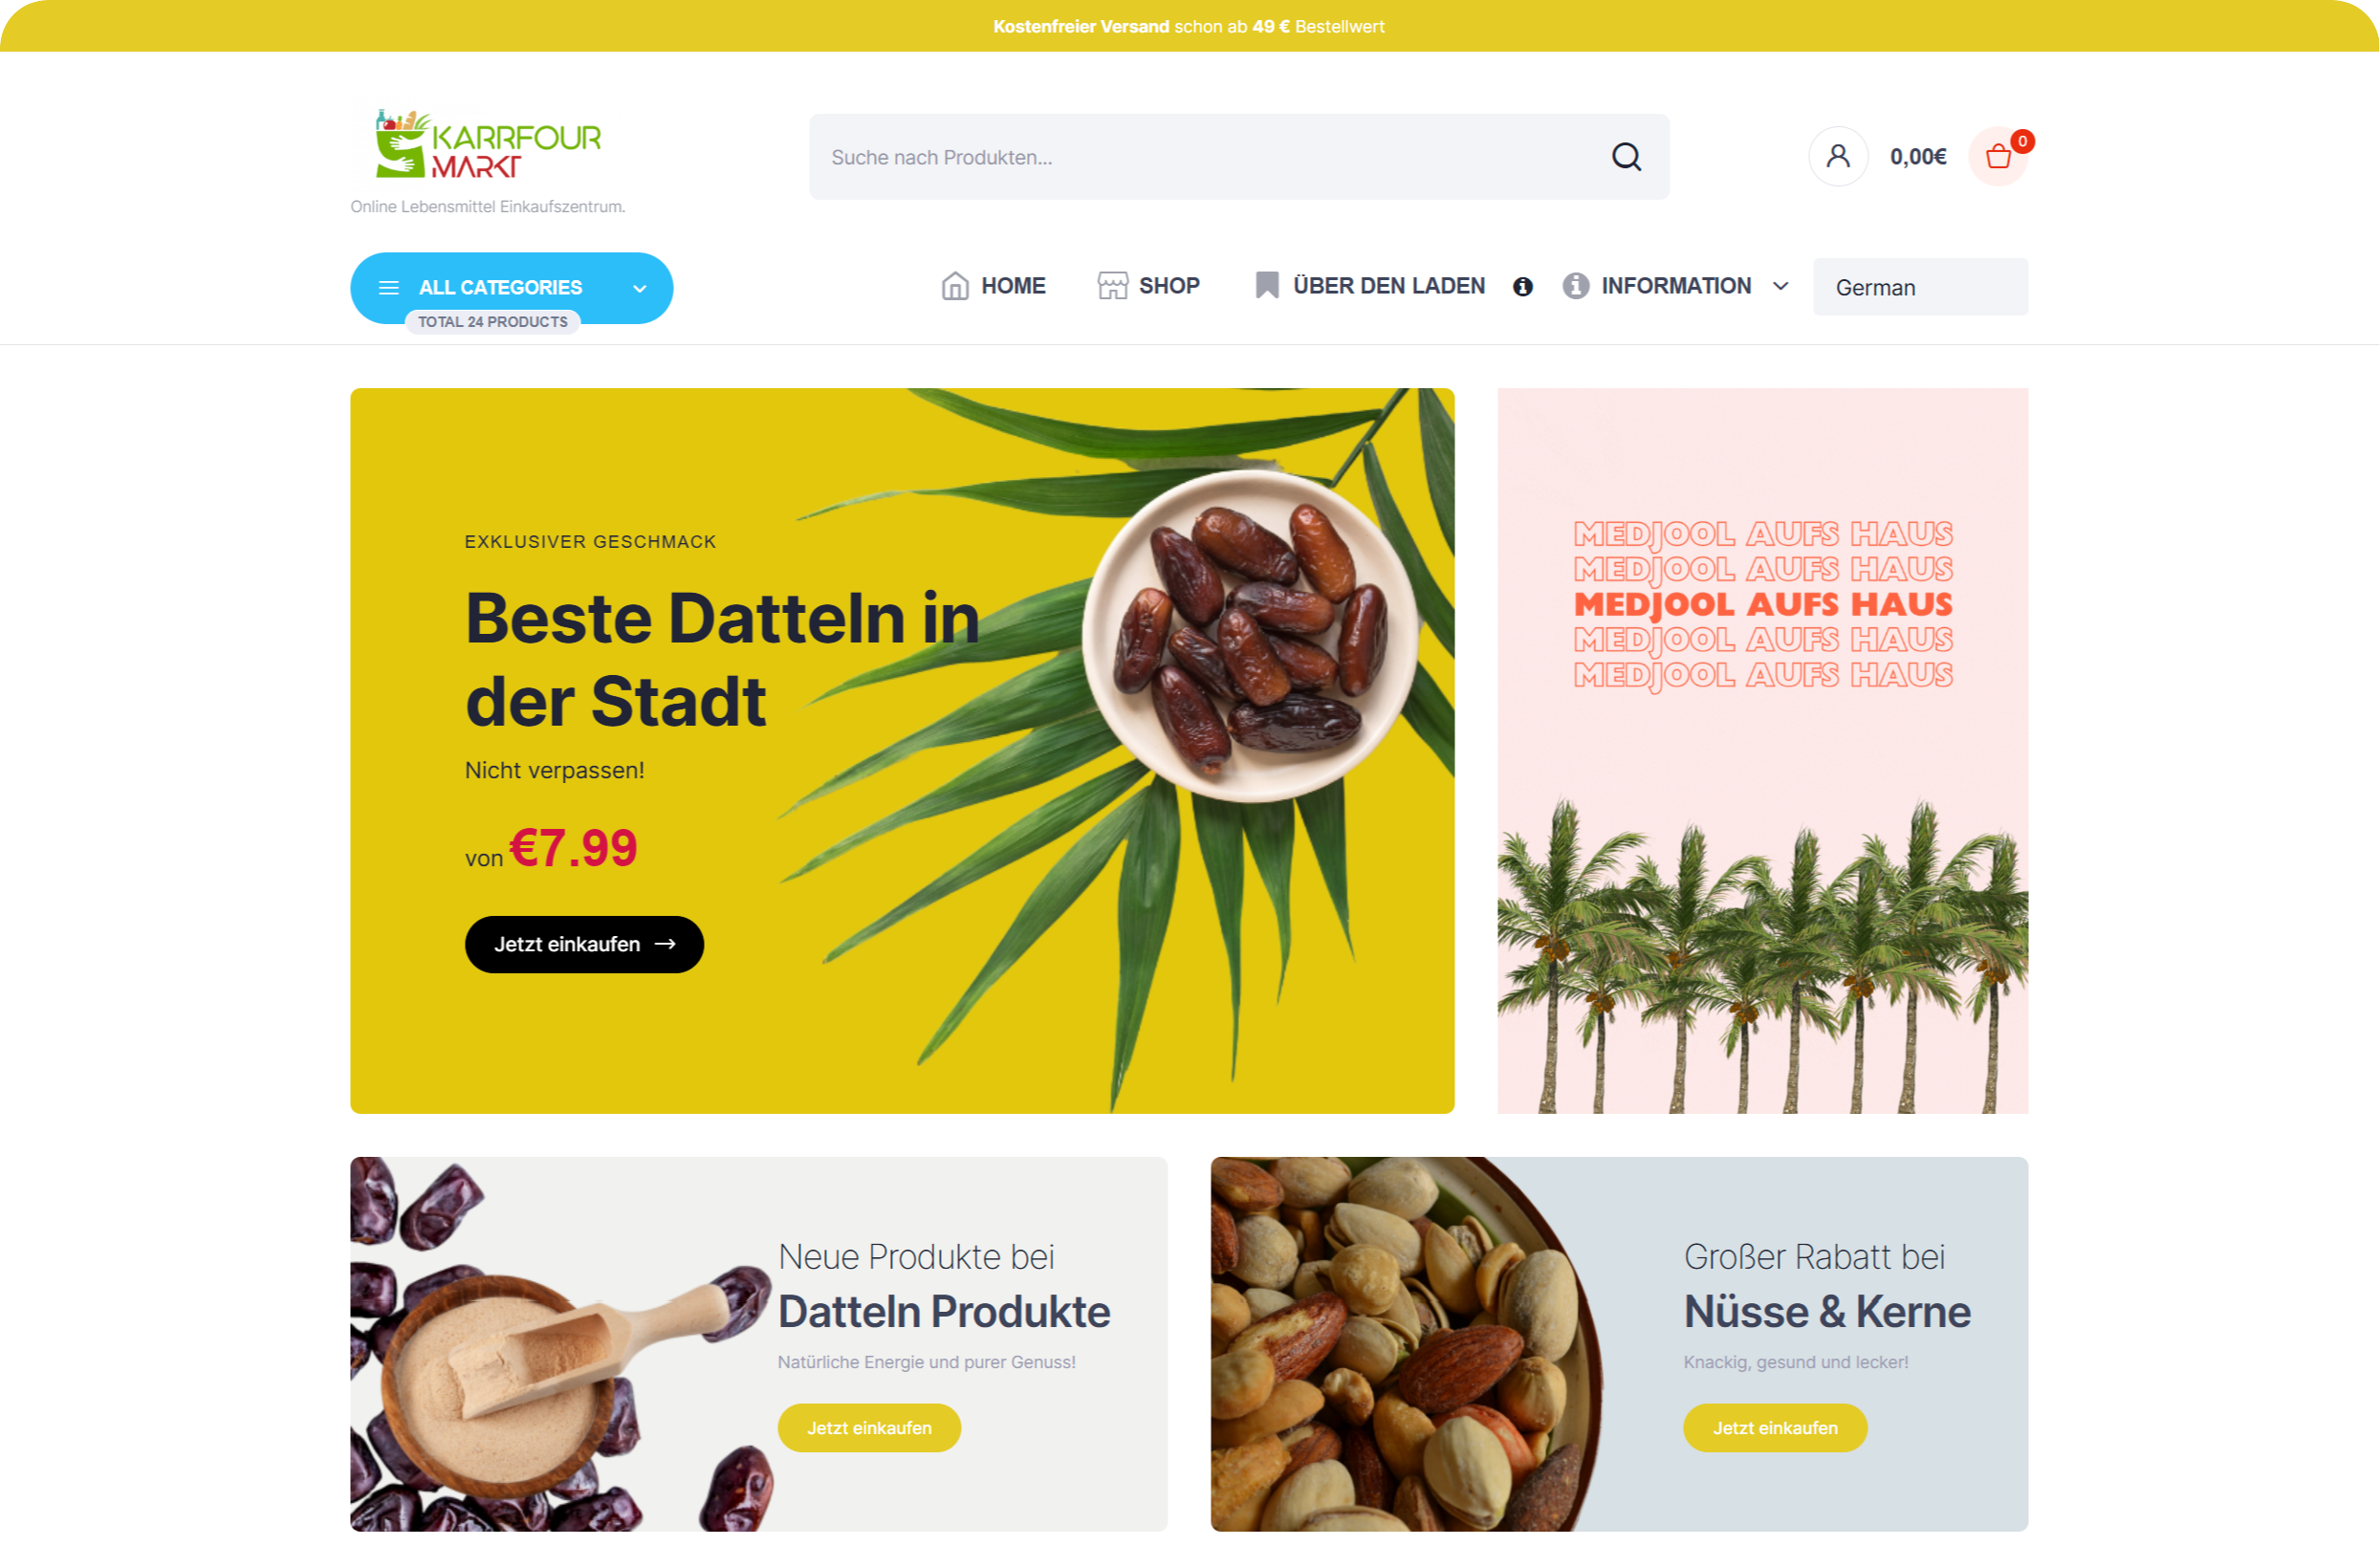 Kostenfreier Versand schon ab 49 € Bestellwert
KARRFOUR
MARKT
Online Lebensmittel Einkaufszentrum.
Suche nach Produkten...
0,00€
0
ALL CATEGORIES
TOTAL 24 PRODUCTS
HOME
SHOP
ÜBER DEN LADEN
INFORMATION
German
EXKLUSIVER GESCHMACK
Beste Datteln in
der Stadt
Nicht verpassen!
von €7.99
Jetzt einkaufen
MEDJOOL AUFS HAUS
MEDJOOL AUFS HAUS
MEDJOOL AUFS HAUS
MEDJOOL AUFS HAUS
MEDJOOL AUFS HAUS
Neue Produkte bei
Datteln Produkte
Natürliche Energie und purer Genuss!
Jetzt einkaufen
Großer Rabatt bei
Nüsse & Kerne
Knackig, gesund und lecker!
Jetzt einkaufen